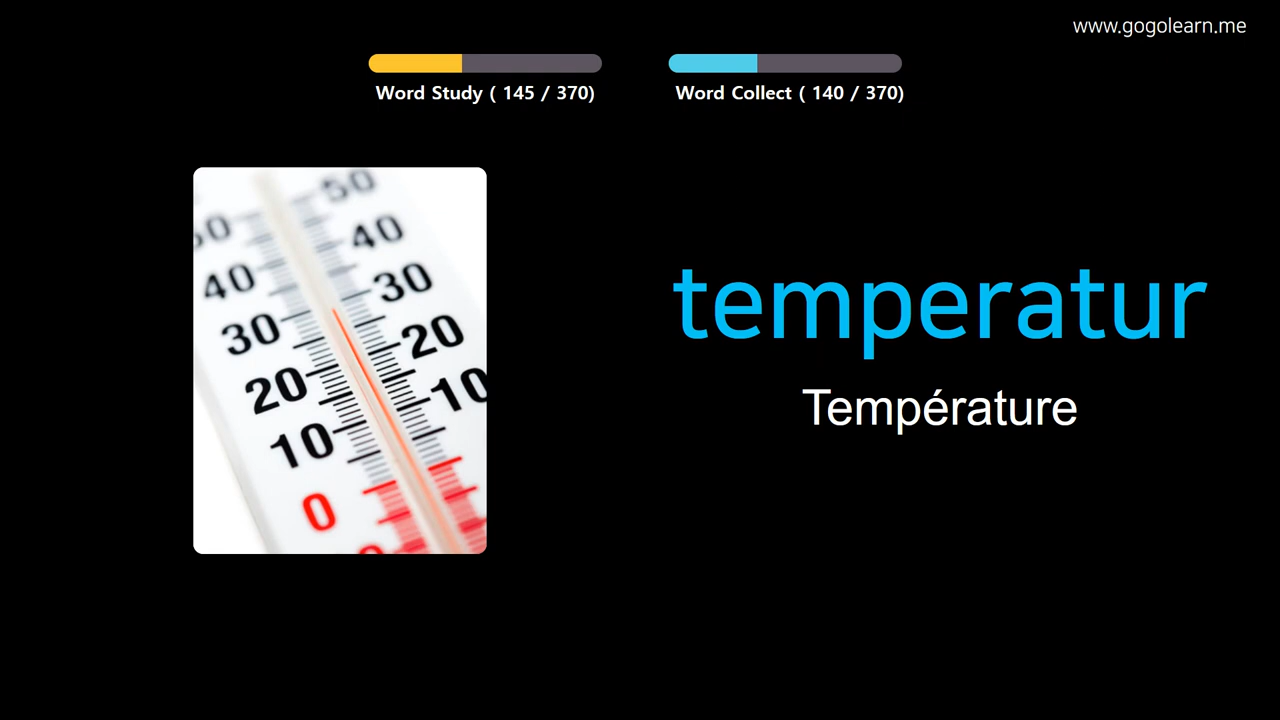 www.gogolearn.me
Word Study ( 145 / 370)
Word Collect ( 140 / 370)
50
50
40
40
30
30
20
20
10
10
0
temperatur
Température